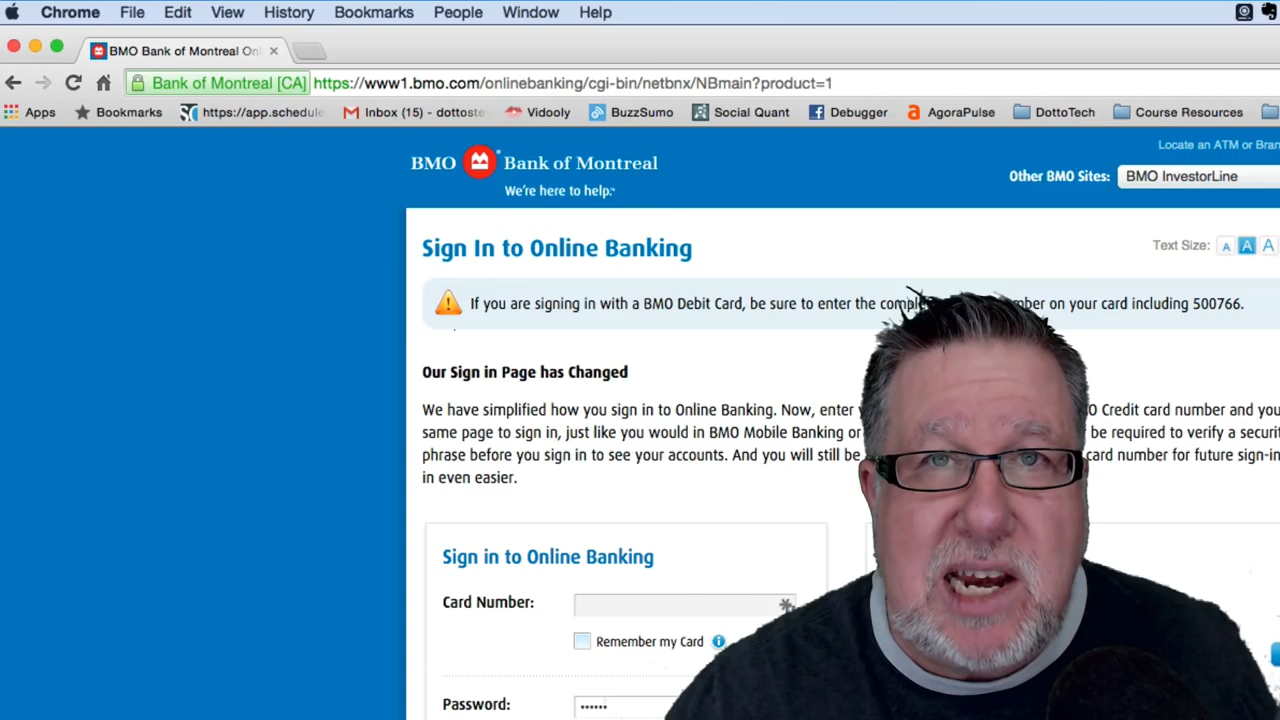 Chrome File Edit View History Bookmarks People Window Help
BMO Bank of Montreal Onl
Bank of Montreal [CA] https://www1.bmo.com/onlinebanking/cgi-bin/netbnx/NBmain?product=1
Apps Bookmarks https://app.schedule Inbox (15) - dottoste Vidooly BuzzSumo Social Quant Debugger AgoraPulse DottoTech Course Resources
Locate an ATM or Bran
BMO Bank of Montreal
We're here to help.
Other BMO Sites: BMO InvestorLine
Sign In to Online Banking
Text Size: A A A
If you are signing in with a BMO Debit Card, be sure to enter the comple mber on your card including 500766.
Our Sign in Page has Changed
We have simplified how you sign in to Online Banking. Now, enter O Credit card number and you
same page to sign in, just like you would in BMO Mobile Banking or be required to verify a securi
phrase before you sign in to see your accounts. And you will still be card number for future sign-in
in even easier.
Sign in to Online Banking
Card Number:
Remember my Card
Password: ••••••